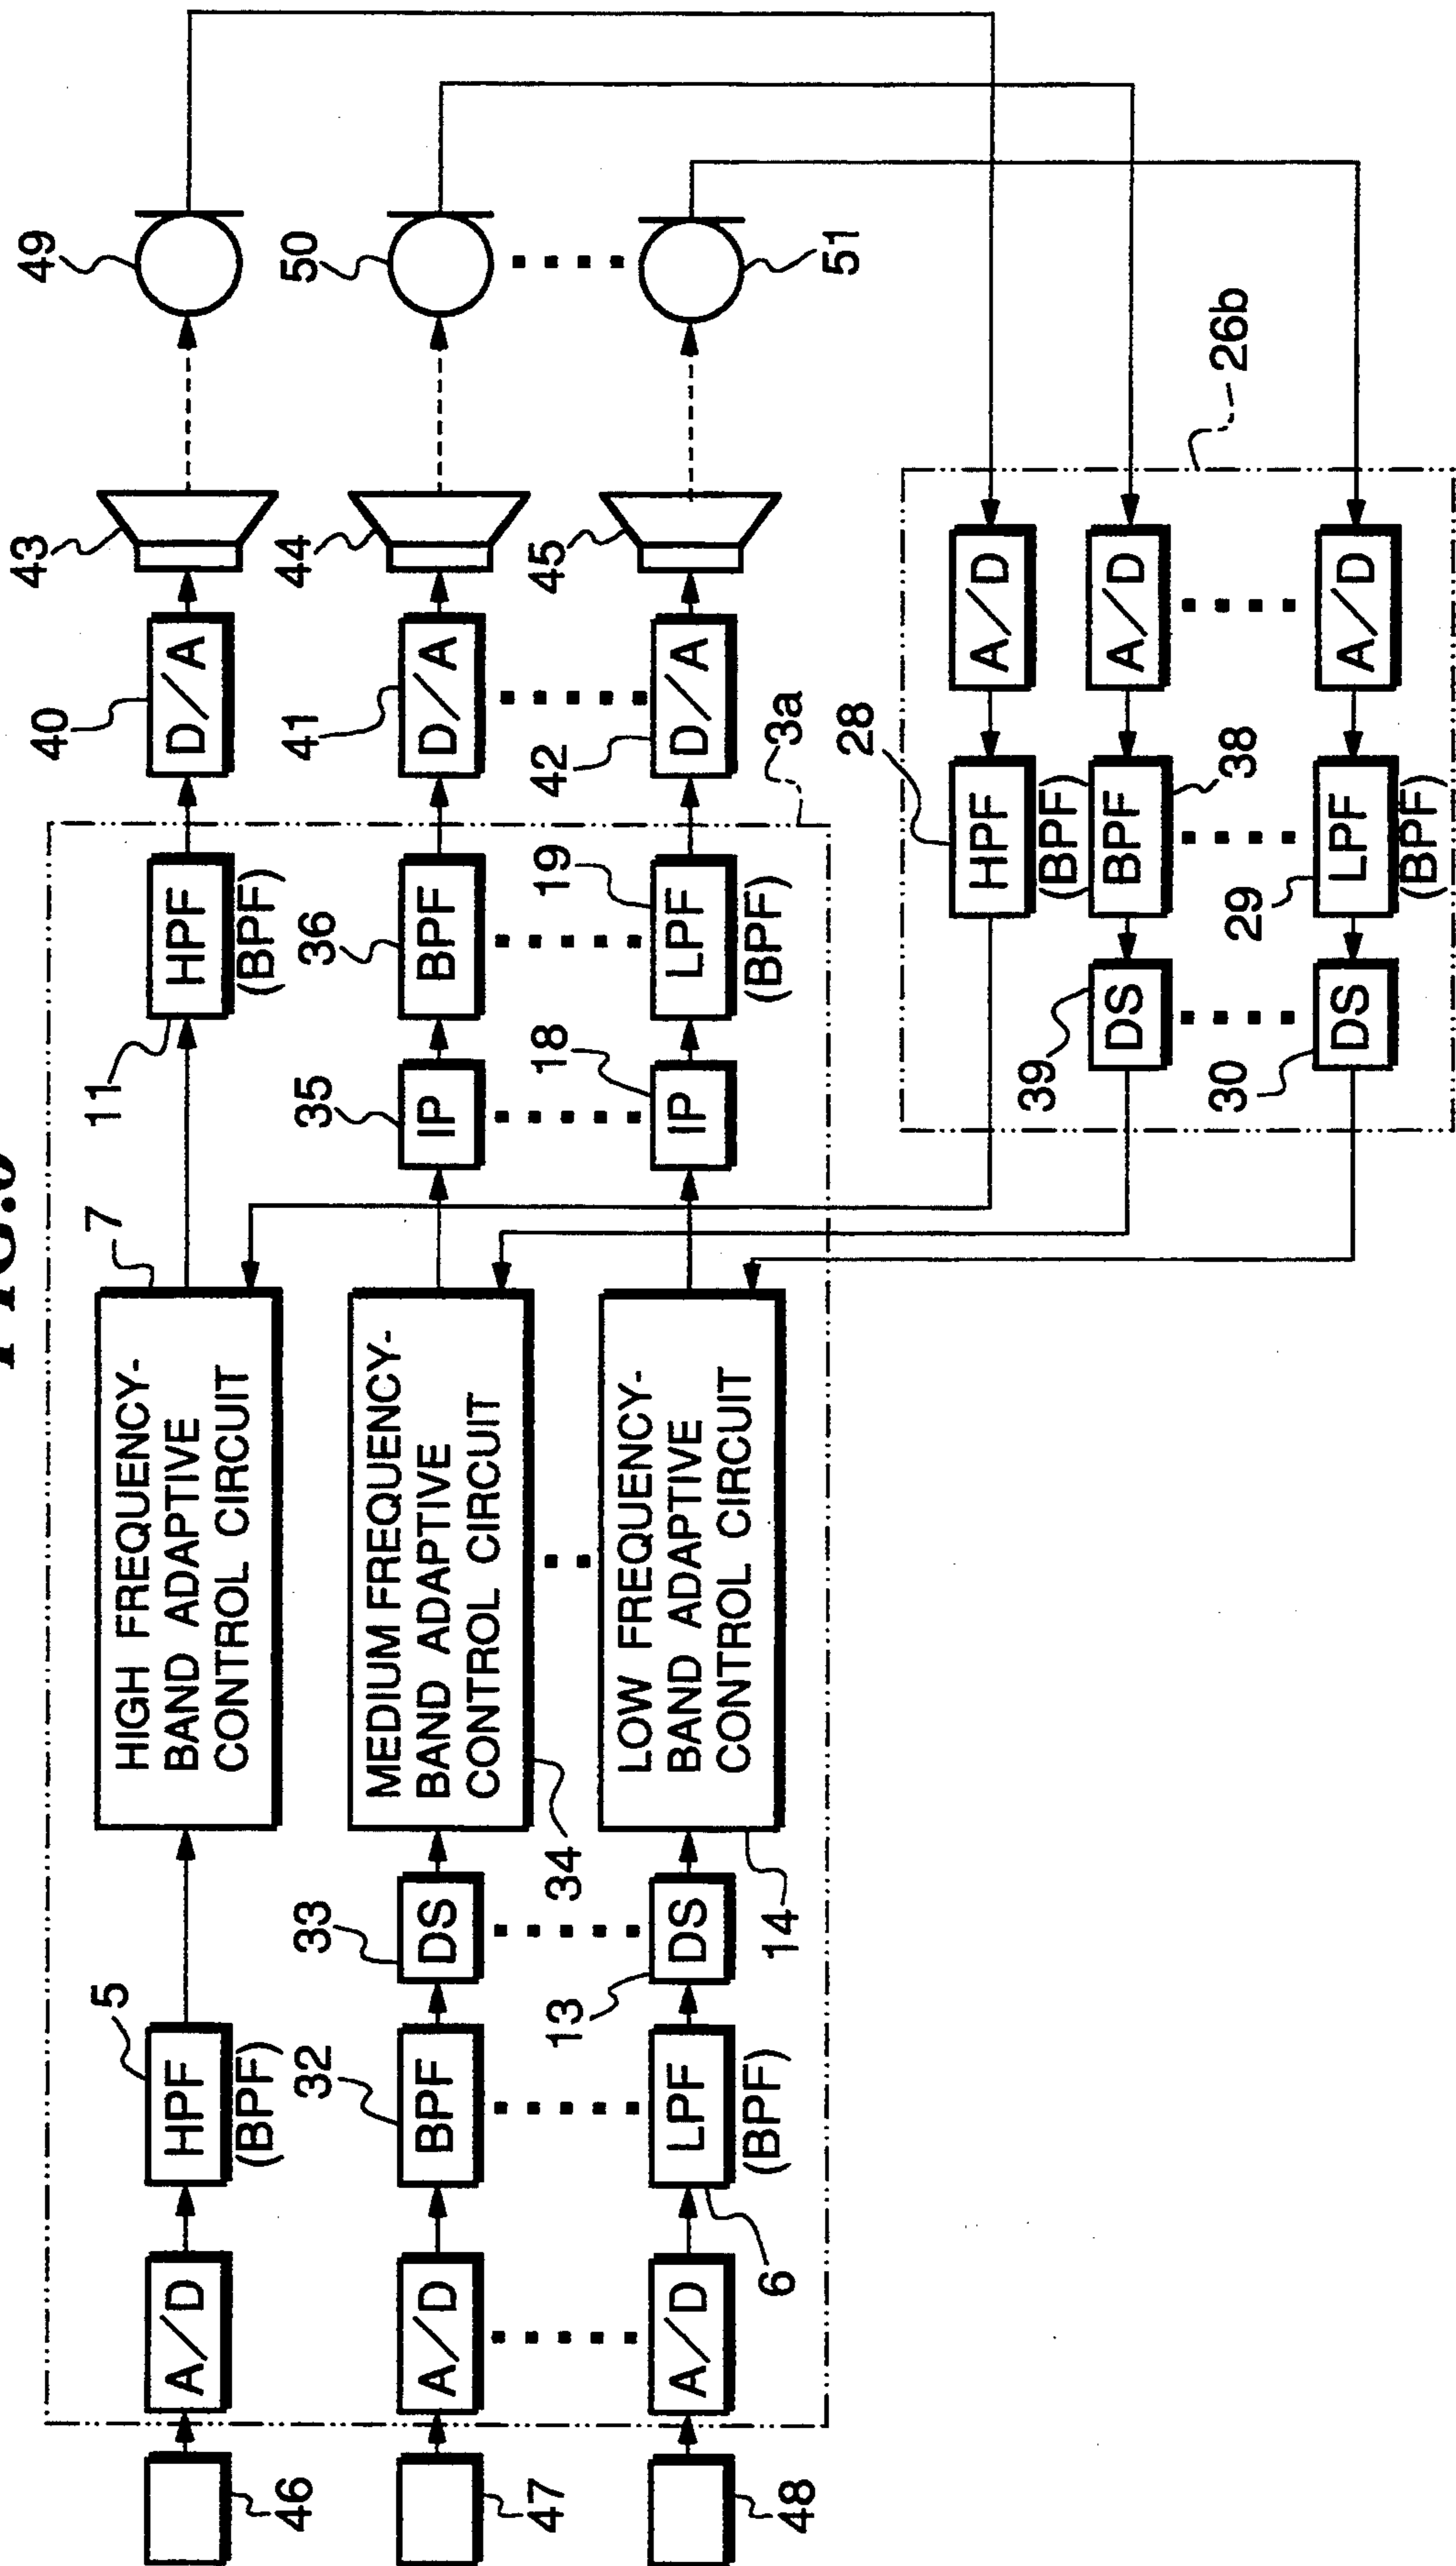 46
A/D
5
HPF
(BPF)
HIGH FREQUENCY-
BAND ADAPTIVE
CONTROL CIRCUIT
7
11
HPF
(BPF)
40
D/A
43
49
47
A/D
32
BPF
33
DS
MEDIUM FREQUENCY-
BAND ADAPTIVE
CONTROL CIRCUIT
34
35
IP
36
BPF
41
D/A
44
50
48
A/D
6
LPF
(BPF)
13
DS
LOW FREQUENCY-
BAND ADAPTIVE
CONTROL CIRCUIT
14
18
IP
19
LPF
(BPF)
42
D/A
45
51
3a
26b
28
HPF
(BPF)
A/D
39
DS
BPF
38
A/D
30
DS
29
LPF
(BPF)
A/D